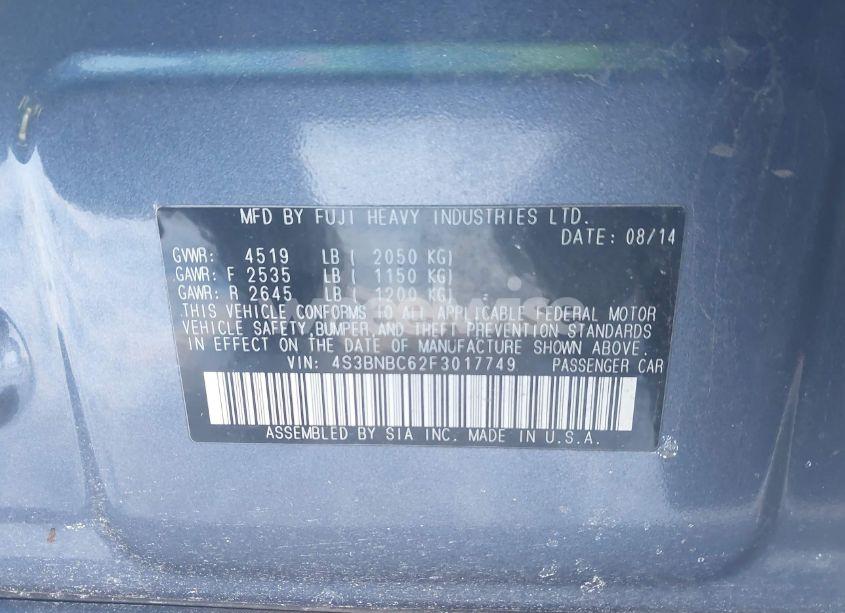 MFD BY FUJI HEAVY INDUSTRIES LTD.
DATE: 08/14
GVWR: 4519 LB ( 2050 KG)
GAWR: F 2535 LB ( 1150 KG)
GAWR: R 2645 LB ( 1200 KG)
THIS VEHICLE CONFORMS TO ALL APPLICABLE FEDERAL MOTOR
VEHICLE SAFETY,BUMPER AND THEFT PREVENTION STANDARDS
IN EFFECT ON THE DATE OF MANUFACTURE SHOWN ABOVE.
VIN: 4S3BNBC62F3017749 PASSENGER CAR
ASSEMBLED BY SIA INC. MADE IN U.S.A.